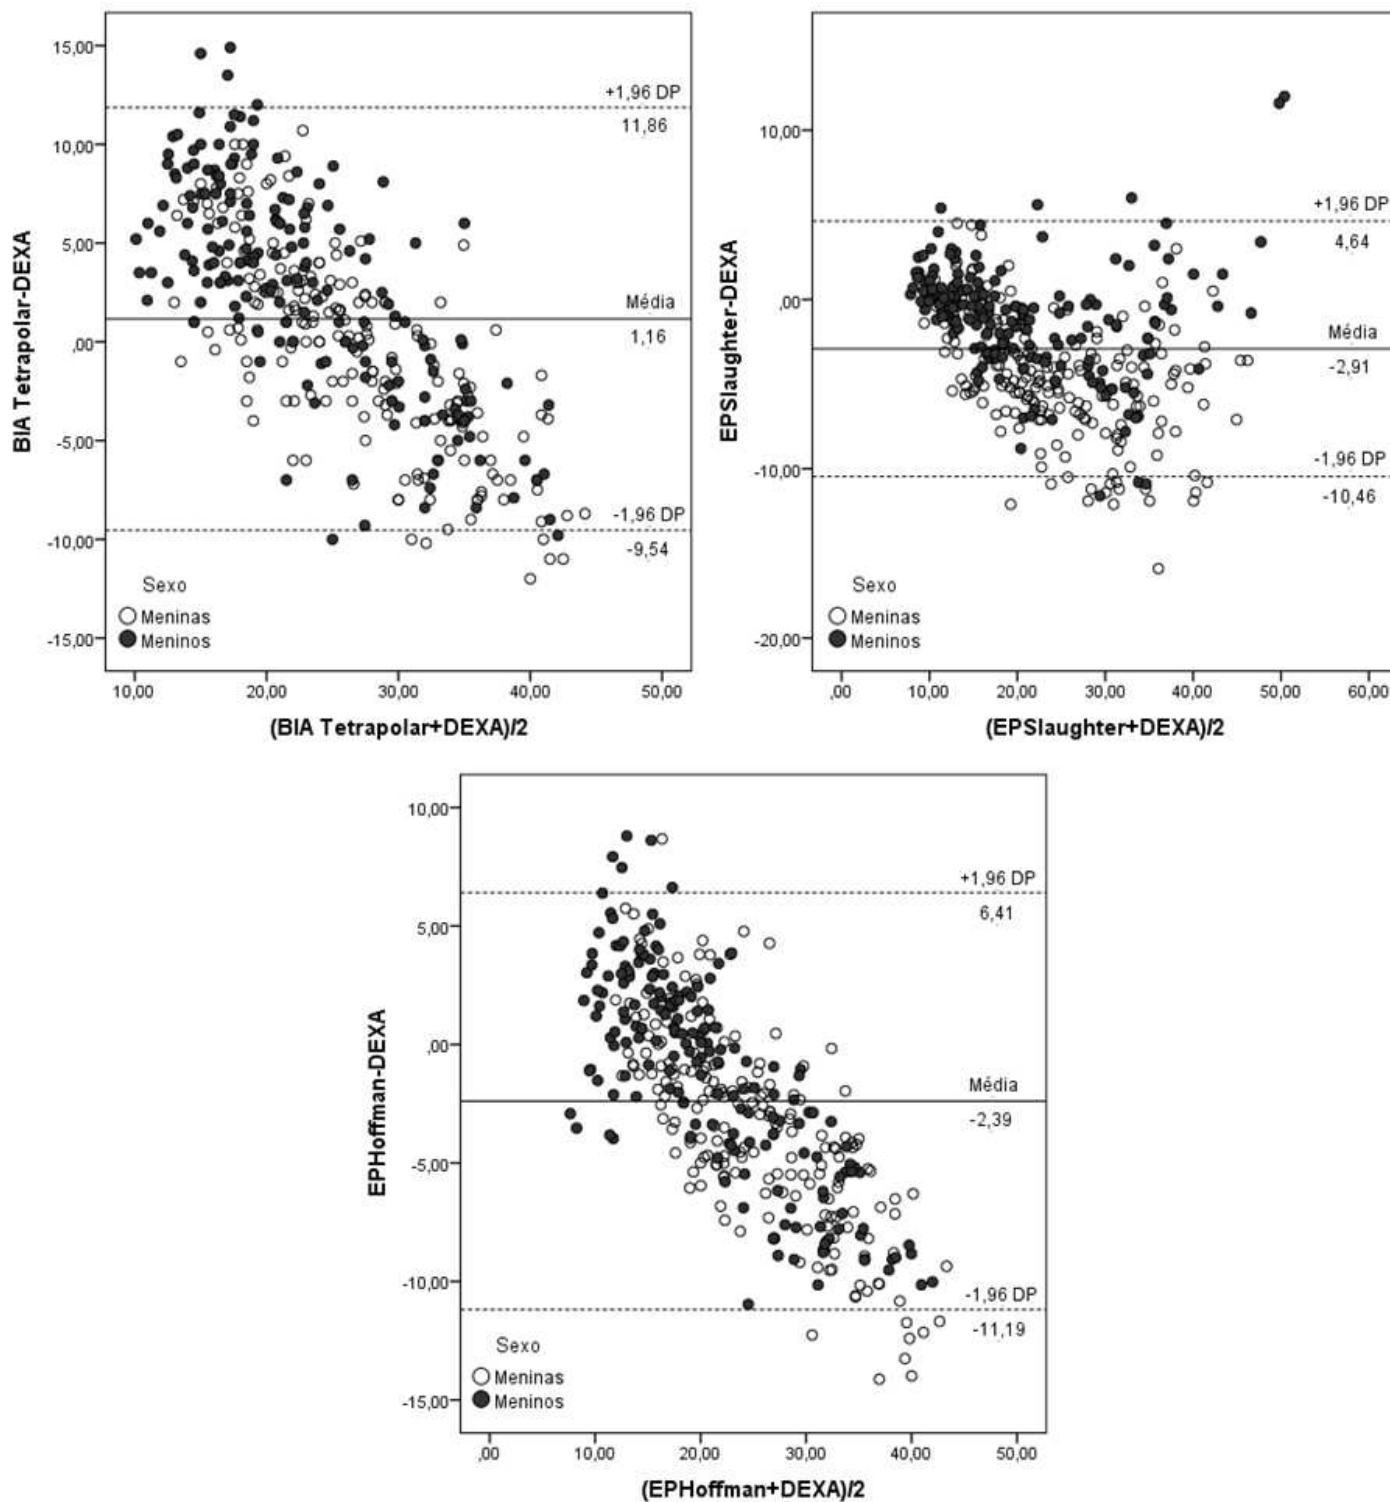 15,00
10,00
5,00
,00
-5,00
-10,00
-15,00
BIA Tetrapolar-DEXA
+1,96 DP
11,86
Média
1,16
-1,96 DP
-9,54
Sexo
Meninas
Meninos
10,00 20,00 30,00 40,00 50,00
(BIA Tetrapolar+DEXA)/2
10,00
,00
-10,00
-20,00
EPSlaughter-DEXA
+1,96 DP
4,64
Média
-2,91
-1,96 DP
-10,46
Sexo
Meninas
Meninos
,00 10,00 20,00 30,00 40,00 50,00 60,00
(EPSlaughter+DEXA)/2
10,00
5,00
,00
-5,00
-10,00
-15,00
EPHoffman-DEXA
+1,96 DP
6,41
Média
-2,39
-1,96 DP
-11,19
Sexo
Meninas
Meninos
,00 10,00 20,00 30,00 40,00 50,00
(EPHoffman+DEXA)/2